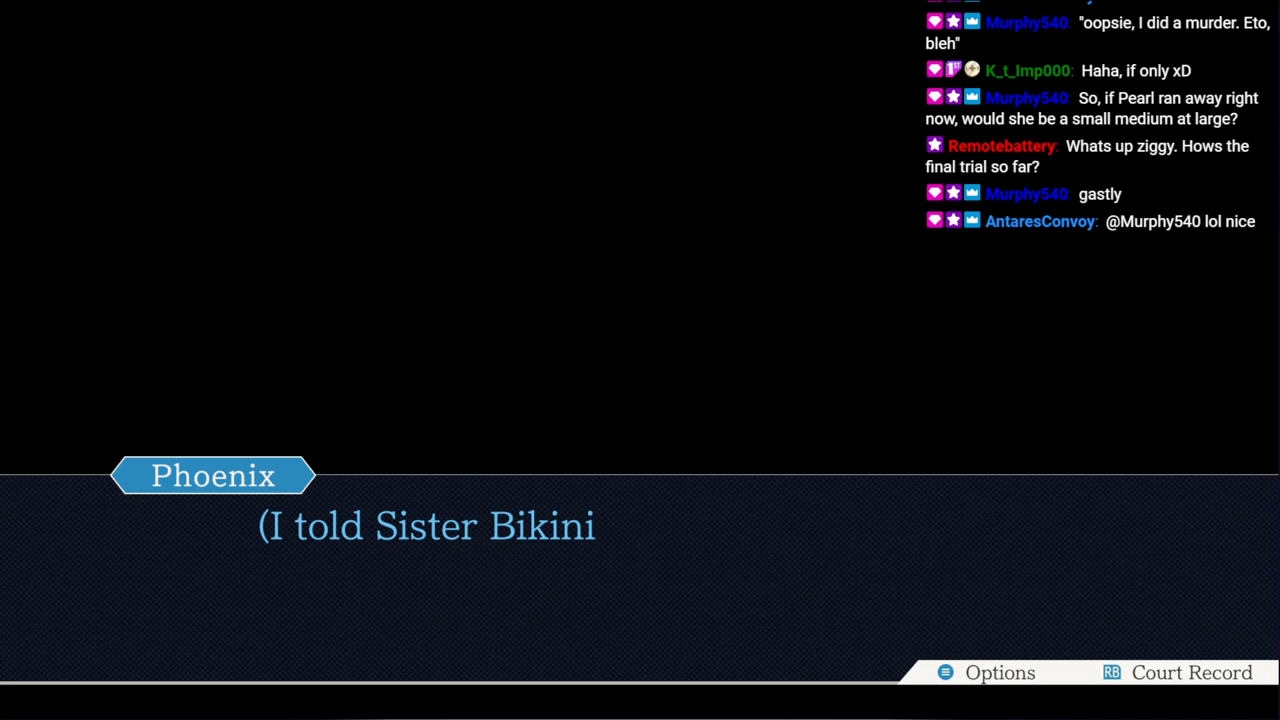 Murphy540: "oopsie, I did a murder. Eto,
bleh"
1ST K_t_Imp000: Haha, if only xD
Murphy540: So, if Pearl ran away right
now, would she be a small medium at large?
Remotebattery: Whats up ziggy. Hows the
final trial so far?
Murphy540: gastly
AntaresConvoy: @Murphy540 lol nice
Phoenix
(I told Sister Bikini
Options
RB Court Record